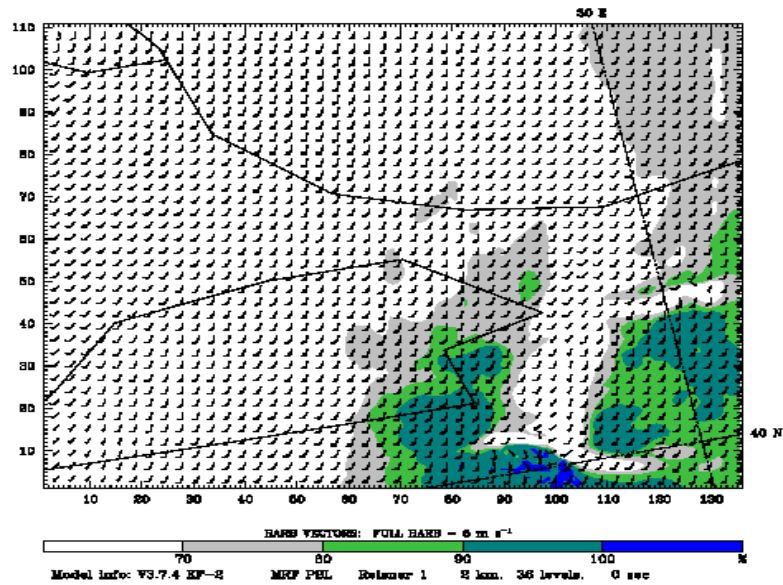 30 E
110
100
90
80
70
60
50
40
30
20
10
40 N
10 20 30 40 50 60 70 80 90 100 110 120 130
BARB VECTORS: FULL BARB = 5 m s⁻¹
70 80 90 100 %
Model info: V3.7.4 KF-2 MRF PBL Reisner 1 2 km, 36 levels, 0 sec